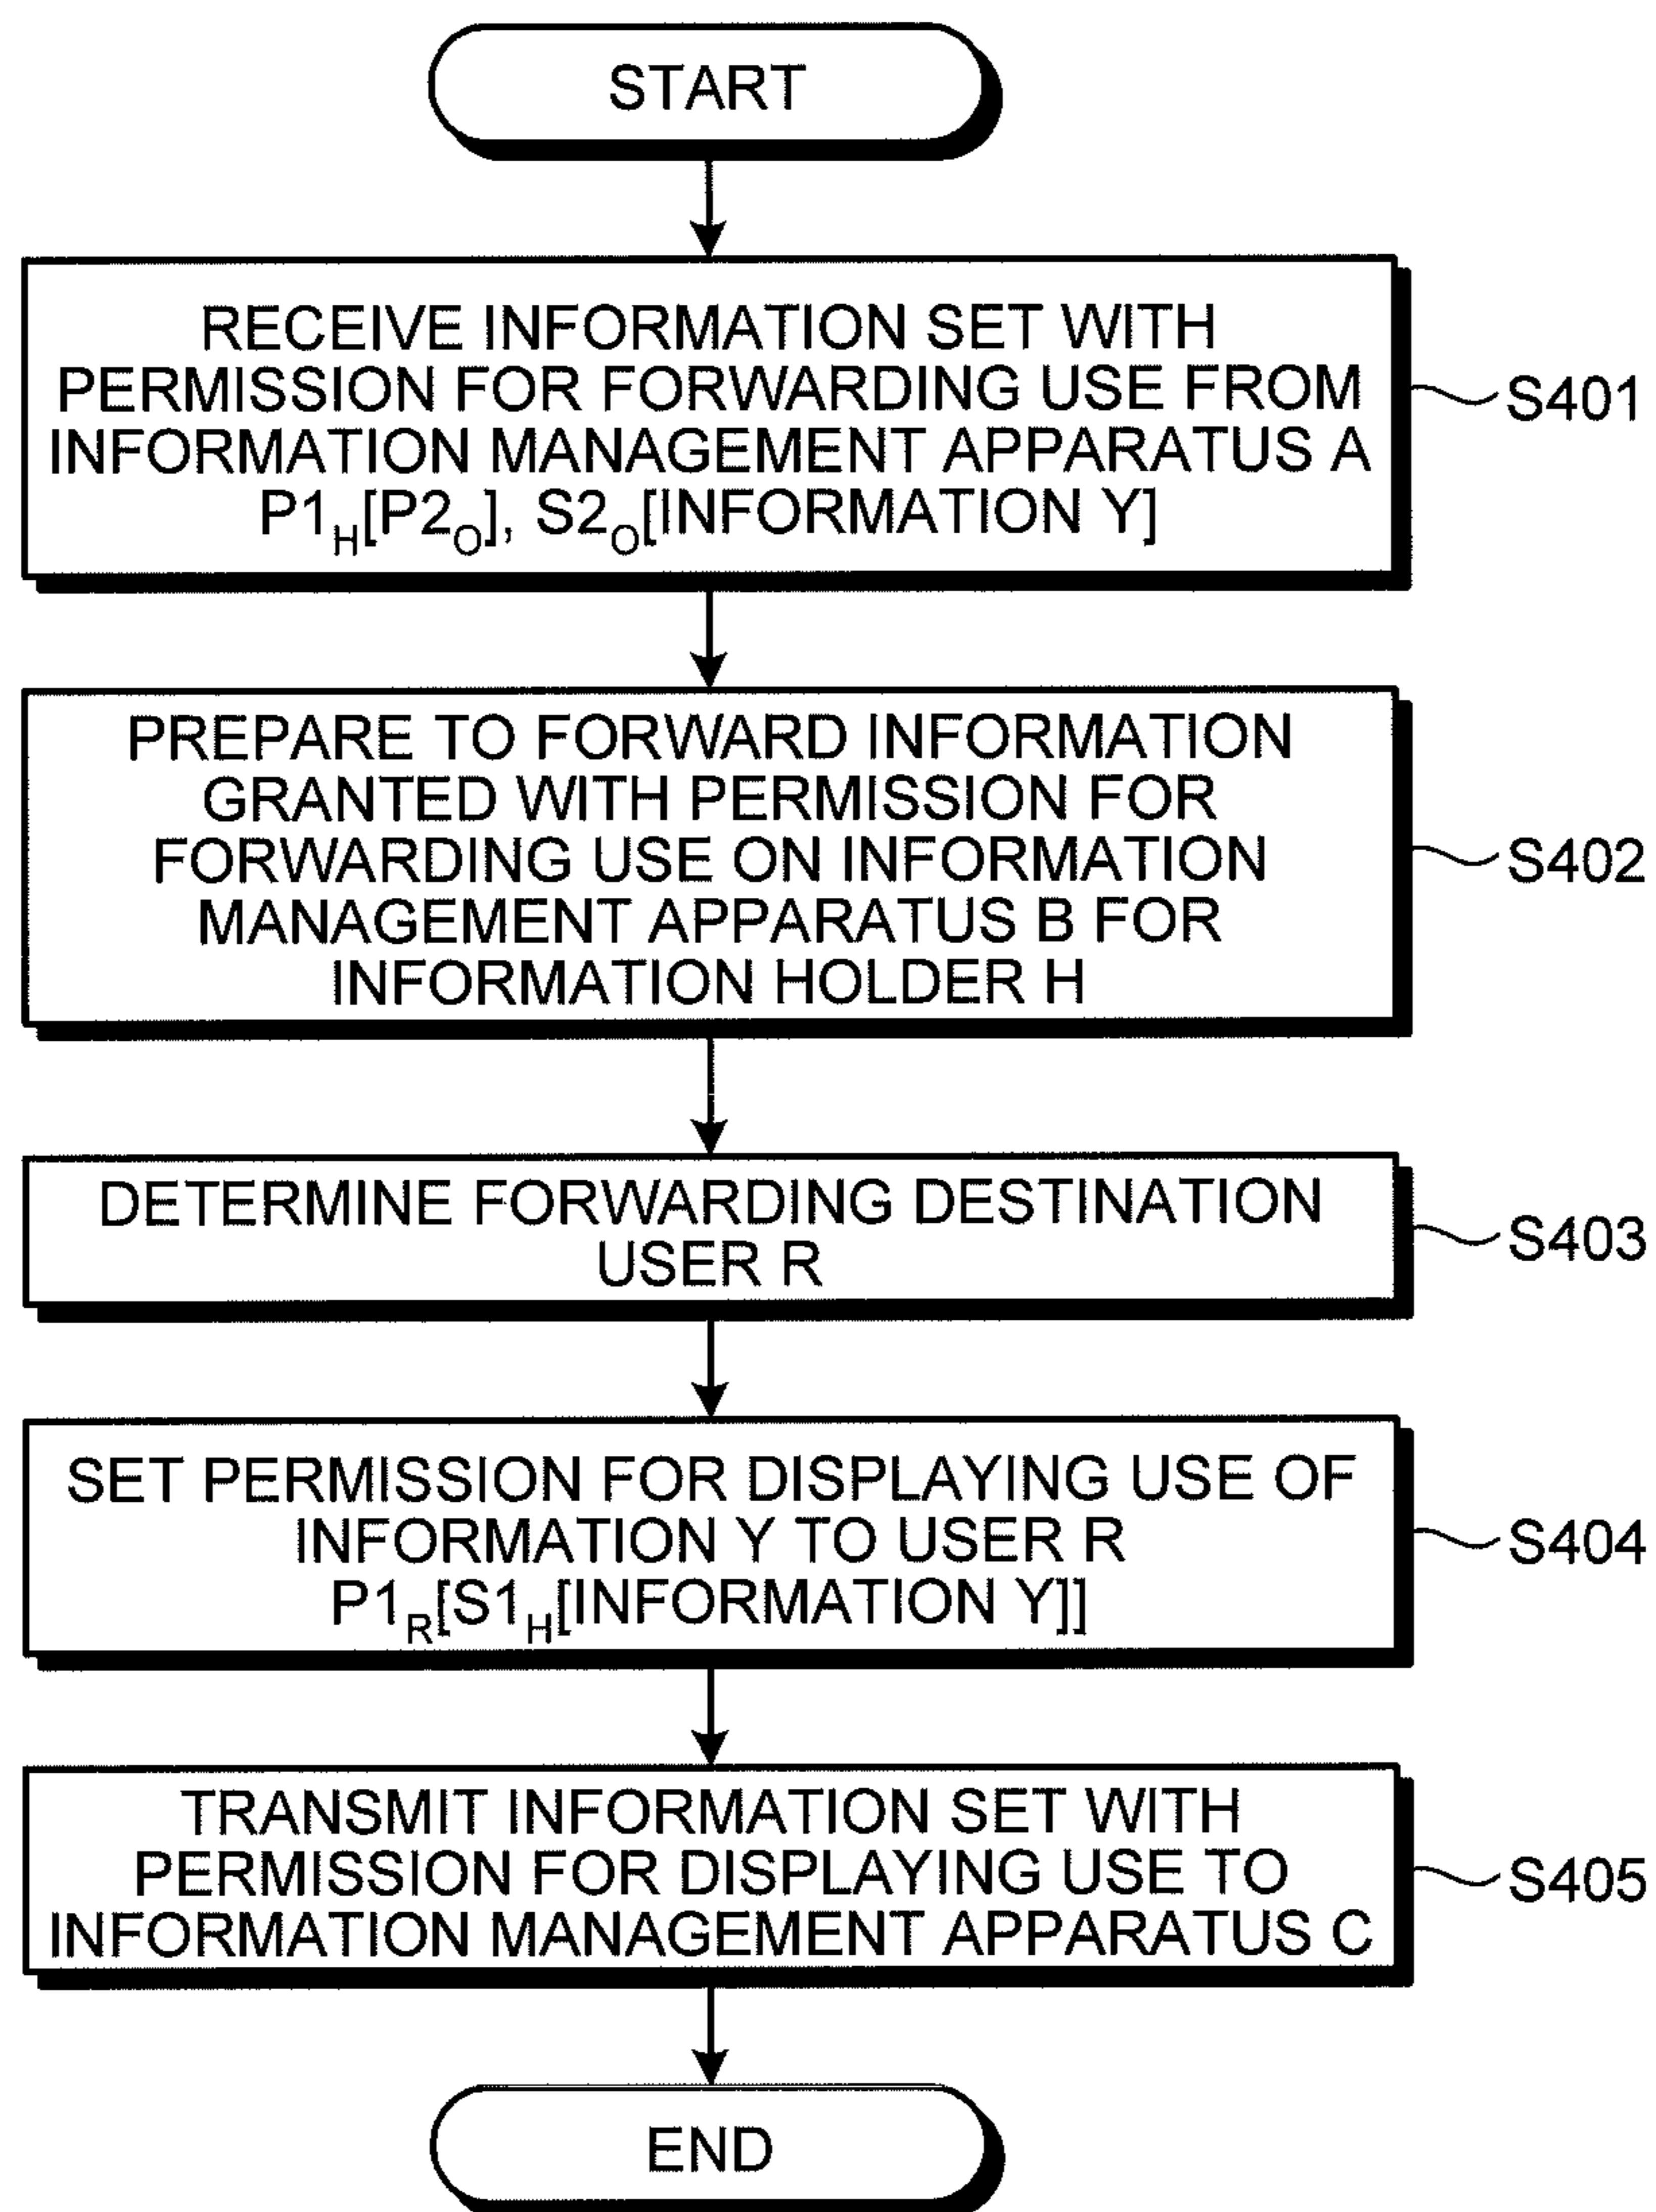 START
RECEIVE INFORMATION SET WITH
PERMISSION FOR FORWARDING USE FROM
INFORMATION MANAGEMENT APPARATUS A
P1H[P2O], S2O[INFORMATION Y]
S401
PREPARE TO FORWARD INFORMATION
GRANTED WITH PERMISSION FOR
FORWARDING USE ON INFORMATION
MANAGEMENT APPARATUS B FOR
INFORMATION HOLDER H
S402
DETERMINE FORWARDING DESTINATION
USER R
S403
SET PERMISSION FOR DISPLAYING USE OF
INFORMATION Y TO USER R
P1R[S1H[INFORMATION Y]]
S404
TRANSMIT INFORMATION SET WITH
PERMISSION FOR DISPLAYING USE TO
INFORMATION MANAGEMENT APPARATUS C
S405
END